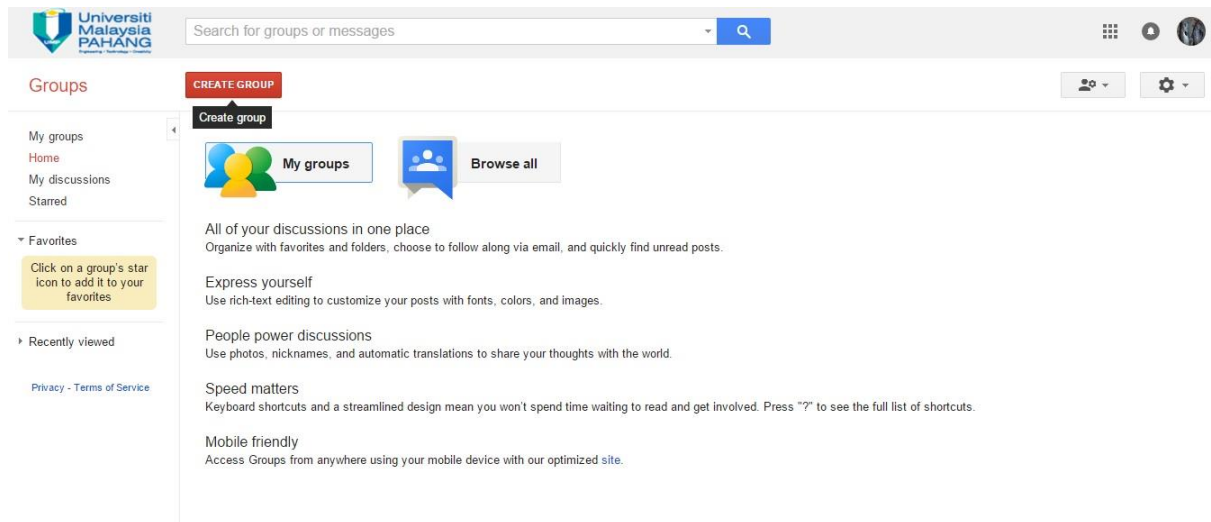 Universiti
Malaysia
PAHANG
Search for groups or messages
Groups
CREATE GROUP
Create group
My groups
Home
My discussions
Starred
Favorites
Click on a group's star
icon to add it to your
favorites
Recently viewed
Privacy - Terms of Service
My groups
Browse all
All of your discussions in one place
Organize with favorites and folders, choose to follow along via email, and quickly find unread posts.
Express yourself
Use rich-text editing to customize your posts with fonts, colors, and images.
People power discussions
Use photos, nicknames, and automatic translations to share your thoughts with the world.
Speed matters
Keyboard shortcuts and a streamlined design mean you won't spend time waiting to read and get involved. Press "?" to see the full list of shortcuts.
Mobile friendly
Access Groups from anywhere using your mobile device with our optimized site.